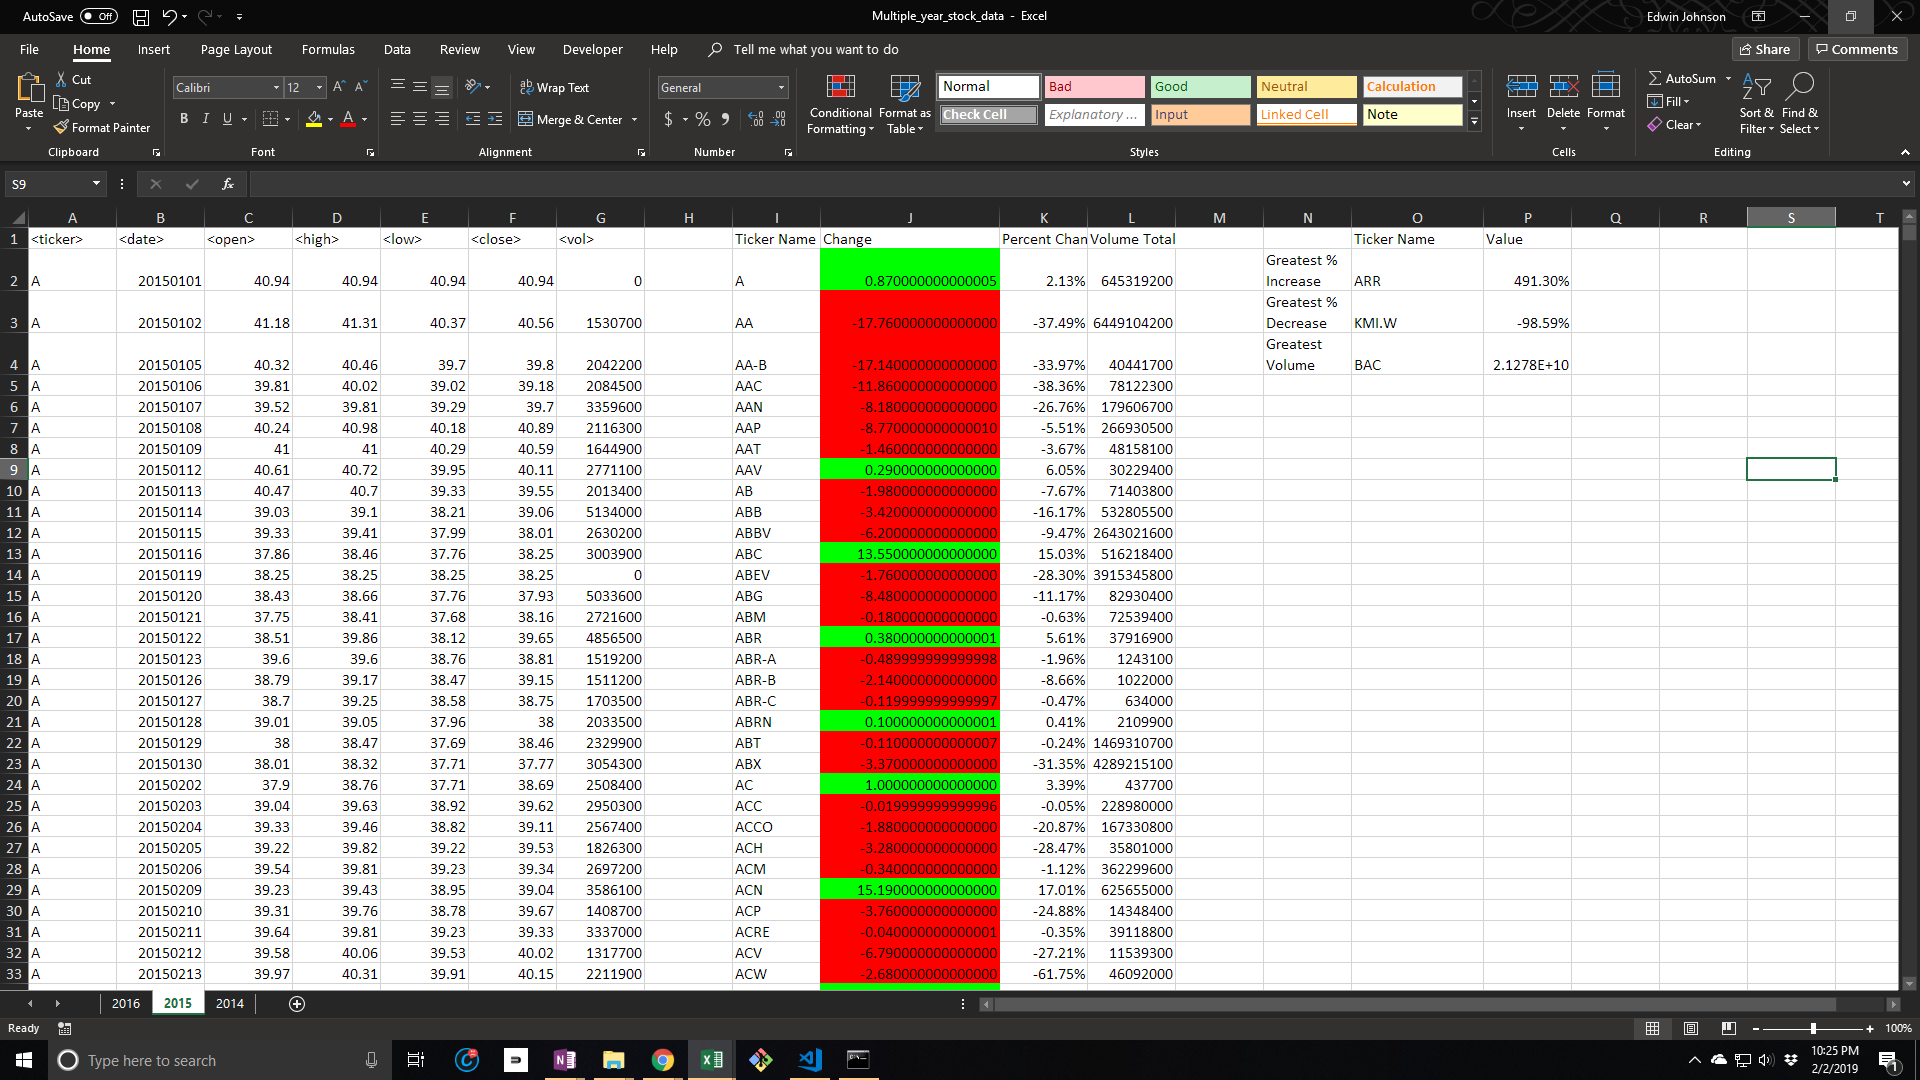 AutoSave Off Multiple_year_stock_data - Excel Edwin Johnson
File Home Insert Page Layout Formulas Data Review View Developer Help Tell me what you want to do Share Comments
Paste Cut Copy Format Painter Clipboard
Calibri 12 B I U A Font
Wrap Text Merge & Center Alignment
General $ % , Number
Conditional Formatting Format as Table
Normal Bad Good Neutral Calculation
Check Cell Explanatory ... Input Linked Cell Note
Styles
Insert Delete Format Cells
AutoSum Fill Clear Sort & Filter Find & Select Editing
S9 fx
A B C D E F G H I J K L M N O P Q R S T
1 <ticker> <date> <open> <high> <low> <close> <vol> Ticker Name Change Percent Chan Volume Total Ticker Name Value
2 A 20150101 40.94 40.94 40.94 40.94 0 A 0.870000000000005 2.13% 645319200 Greatest % Increase ARR 491.30%
3 A 20150102 41.18 41.31 40.37 40.56 1530700 AA -17.760000000000000 -37.49% 6449104200 Greatest % Decrease KMI.W -98.59%
4 A 20150105 40.32 40.46 39.7 39.8 2042200 AA-B -17.140000000000000 -33.97% 40441700 Greatest Volume BAC 2.1278E+10
5 A 20150106 39.81 40.02 39.02 39.18 2084500 AAC -11.860000000000000 -38.36% 78122300
6 A 20150107 39.52 39.81 39.29 39.7 3359600 AAN -8.180000000000000 -26.76% 179606700
7 A 20150108 40.24 40.98 40.18 40.89 2116300 AAP -8.770000000000010 -5.51% 266930500
8 A 20150109 41 41 40.29 40.59 1644900 AAT -1.460000000000000 -3.67% 48158100
9 A 20150112 40.61 40.72 39.95 40.11 2771100 AAV 0.290000000000000 6.05% 30229400
10 A 20150113 40.47 40.7 39.33 39.55 2013400 AB -1.980000000000000 -7.67% 71403800
11 A 20150114 39.03 39.1 38.21 39.06 5134000 ABB -3.420000000000000 -16.17% 532805500
12 A 20150115 39.33 39.41 37.99 38.01 2630200 ABBV -6.200000000000000 -9.47% 2643021600
13 A 20150116 37.86 38.46 37.76 38.25 3003900 ABC 13.550000000000000 15.03% 516218400
14 A 20150119 38.25 38.25 38.25 38.25 0 ABEV -1.760000000000000 -28.30% 3915345800
15 A 20150120 38.43 38.66 37.76 37.93 5033600 ABG -8.480000000000000 -11.17% 82930400
16 A 20150121 37.75 38.41 37.68 38.16 2721600 ABM -0.180000000000000 -0.63% 72539400
17 A 20150122 38.51 39.86 38.12 39.65 4856500 ABR 0.380000000000001 5.61% 37916900
18 A 20150123 39.6 39.6 38.76 38.81 1519200 ABR-A -0.489999999999998 -1.96% 1243100
19 A 20150126 38.79 39.17 38.47 39.15 1511200 ABR-B -2.140000000000000 -8.66% 1022000
20 A 20150127 38.7 39.25 38.58 38.75 1703500 ABR-C -0.119999999999997 -0.47% 634000
21 A 20150128 39.01 39.05 37.96 38 2033500 ABRN 0.100000000000001 0.41% 2109900
22 A 20150129 38 38.47 37.69 38.46 2329900 ABT -0.110000000000007 -0.24% 1469310700
23 A 20150130 38.01 38.32 37.71 37.77 3054300 ABX -3.370000000000000 -31.35% 4289215100
24 A 20150202 37.9 38.76 37.71 38.69 2508400 AC 1.000000000000000 3.39% 437700
25 A 20150203 39.04 39.63 38.92 39.62 2950300 ACC -0.019999999999996 -0.05% 228980000
26 A 20150204 39.33 39.46 38.82 39.11 2567400 ACCO -1.880000000000000 -20.87% 167330800
27 A 20150205 39.22 39.82 39.22 39.53 1826300 ACH -3.280000000000000 -28.47% 35801000
28 A 20150206 39.54 39.81 39.23 39.34 2697200 ACM -0.340000000000000 -1.12% 362299600
29 A 20150209 39.23 39.43 38.95 39.04 3586100 ACN 15.190000000000000 17.01% 625655000
30 A 20150210 39.31 39.76 38.78 39.67 1408700 ACP -3.760000000000000 -24.88% 14348400
31 A 20150211 39.64 39.81 39.23 39.33 3337000 ACRE -0.040000000000001 -0.35% 39118800
32 A 20150212 39.58 40.06 39.53 40.02 1317700 ACV -6.790000000000000 -27.21% 11539300
33 A 20150213 39.97 40.31 39.91 40.15 2211900 ACW -2.680000000000000 -61.75% 46092000
2016 2015 2014
Ready 100%
Type here to search 10:25 PM
2/2/2019